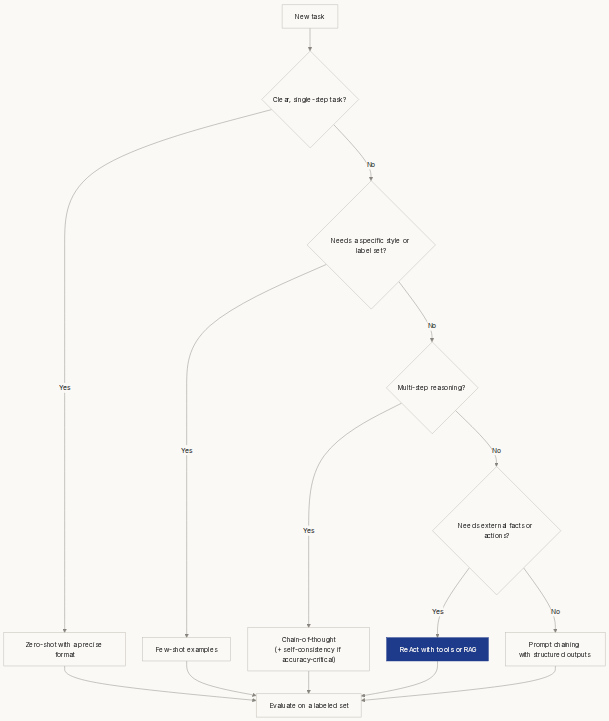 New task
Clear, single-step task?
No
Needs a specific style or
label set?
No
Multi-step reasoning?
Yes
Yes
No
Needs external facts or
actions?
Yes
Yes
No
Zero-shot with a precise
format
Few-shot examples
Chain-of-thought
(+ self-consistency if
accuracy-critical)
ReAct with tools or RAG
Prompt chaining
with structured outputs
Evaluate on a labeled set